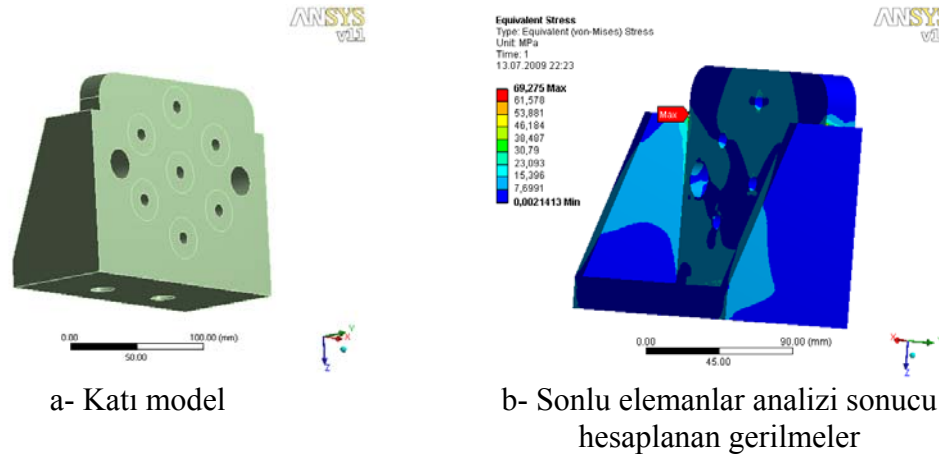 ANSYS
v11
0.00
100.00 (mm)
50.00
X
Y
Z
a- Katı model
ANSYS
Equivalent Stress
Type: Equivalent (von-Mises) Stress
Unit: MPa
Time: 1
13.07.2009 22:23
69,275 Max
61,578
53,881
46,184
38,487
30,79
23,093
15,396
7,6991
0,0021413 Min
Max
0.00
90.00 (mm)
45.00
X
Z
b- Sonlu elemanlar analizi sonucu
hesaplanan gerilmeler